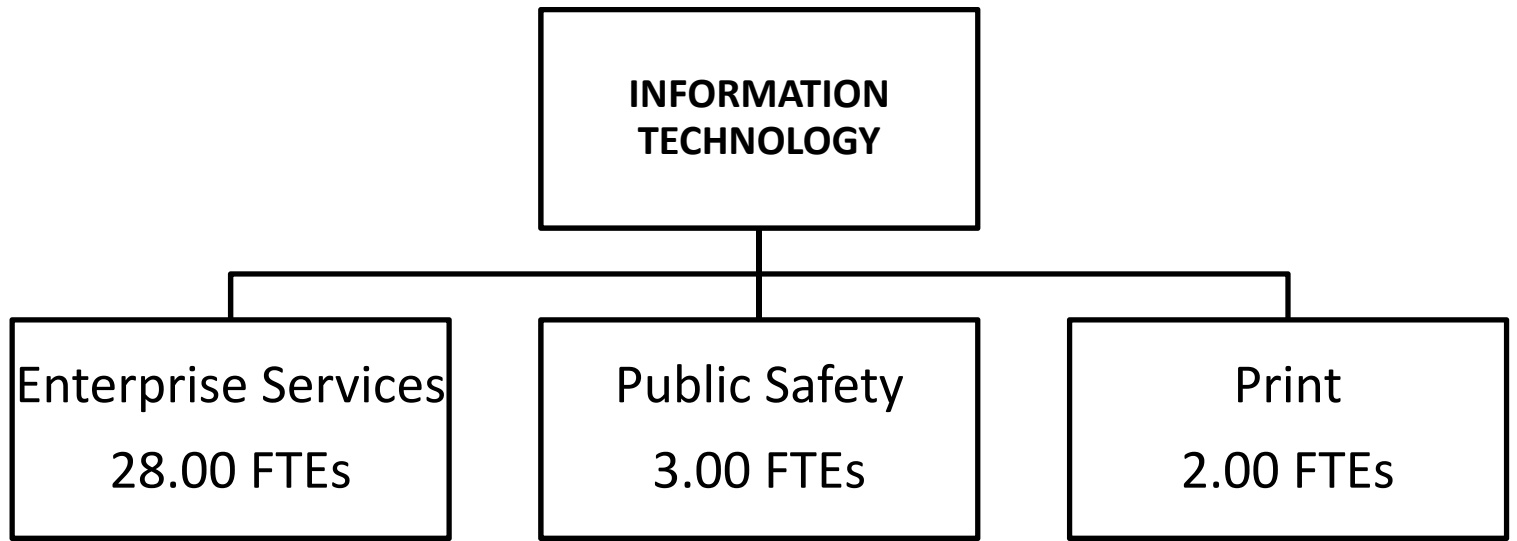 INFORMATION
TECHNOLOGY
Enterprise Services
28.00 FTEs
Public Safety
3.00 FTEs
Print
2.00 FTEs